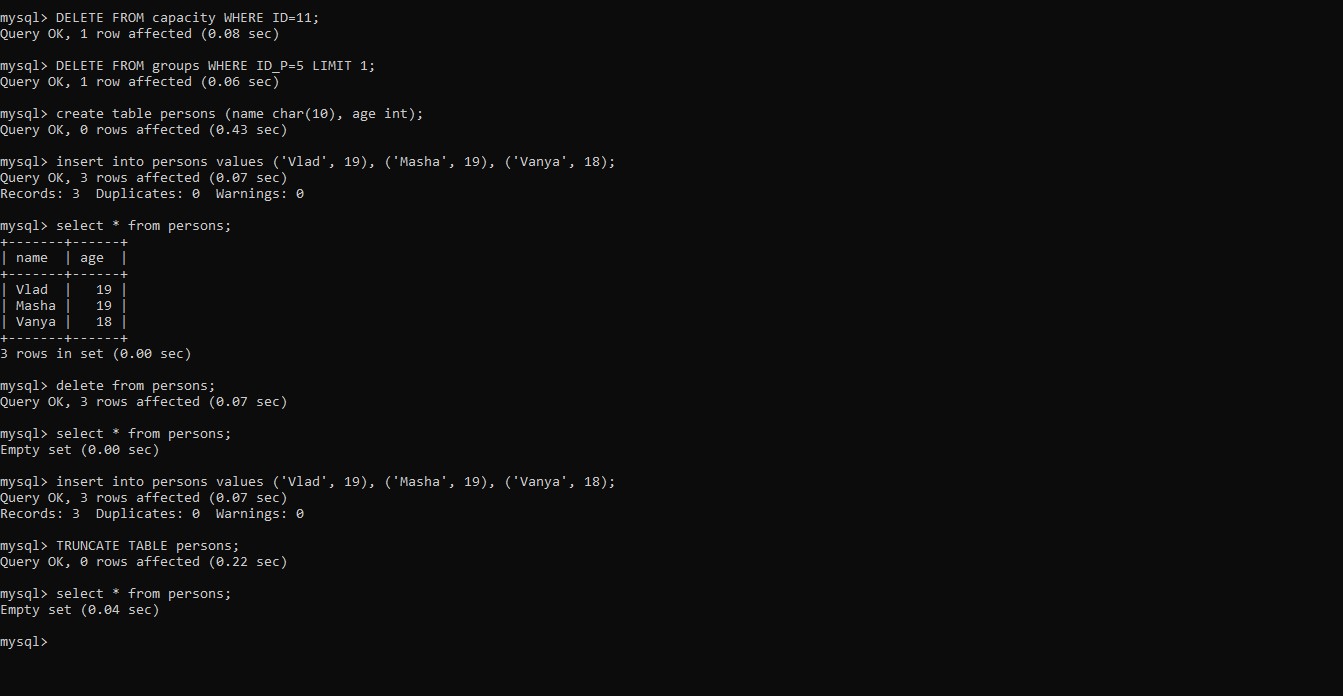 mysql> DELETE FROM capacity WHERE ID=11;
Query OK, 1 row affected (0.08 sec)
mysql> DELETE FROM groups WHERE ID_P=5 LIMIT 1;
Query OK, 1 row affected (0.06 sec)
mysql> create table persons (name char(10), age int);
Query OK, 0 rows affected (0.43 sec)
mysql> insert into persons values ('Vlad', 19), ('Masha', 19), ('Vanya', 18);
Query OK, 3 rows affected (0.07 sec)
Records: 3  Duplicates: 0  Warnings: 0
mysql> select * from persons;
+-------+------+
| name  | age  |
+-------+------+
| Vlad  |   19 |
| Masha |   19 |
| Vanya |   18 |
+-------+------+
3 rows in set (0.00 sec)
mysql> delete from persons;
Query OK, 3 rows affected (0.07 sec)
mysql> select * from persons;
Empty set (0.00 sec)
mysql> insert into persons values ('Vlad', 19), ('Masha', 19), ('Vanya', 18);
Query OK, 3 rows affected (0.07 sec)
Records: 3  Duplicates: 0  Warnings: 0
mysql> TRUNCATE TABLE persons;
Query OK, 0 rows affected (0.22 sec)
mysql> select * from persons;
Empty set (0.04 sec)
mysql>